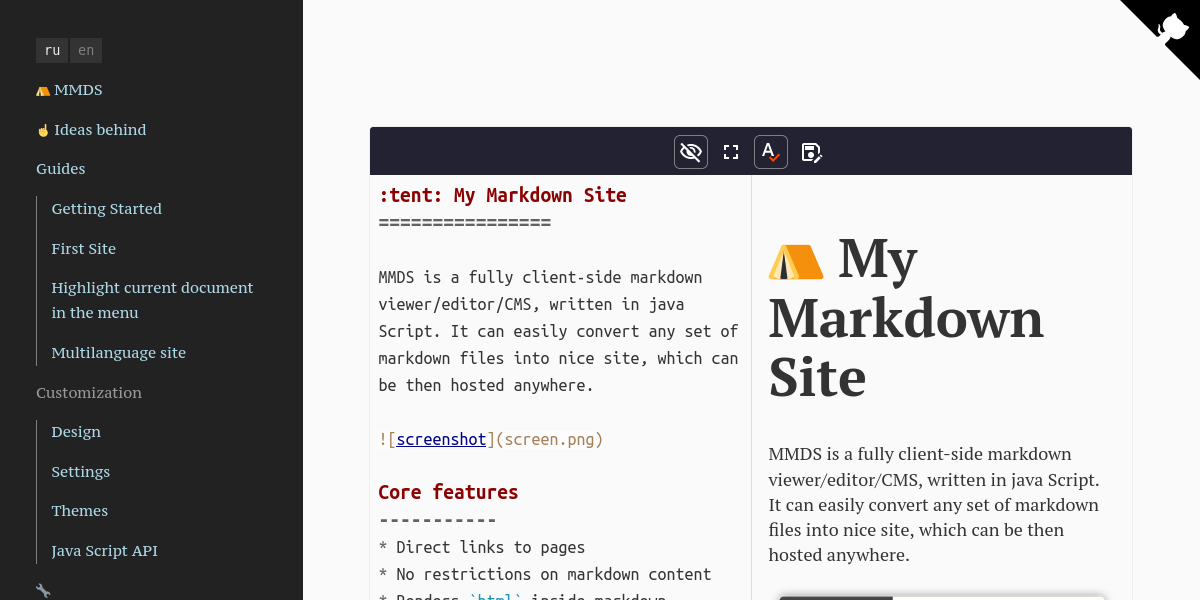 ru en
MMDS
Ideas behind
Guides
Getting Started
First Site
Highlight current document
in the menu
Multilanguage site
Customization
Design
Settings
Themes
Java Script API
A
:tent: My Markdown Site
================
MMDS is a fully client-side markdown
viewer/editor/CMS, written in java
Script. It can easily convert any set of
markdown files into nice site, which can
be then hosted anywhere.
![screenshot](screen.png)
Core features
-----------
* Direct links to pages
* No restrictions on markdown content
* Renders `html` inside markdown
My
Markdown
Site
MMDS is a fully client-side markdown
viewer/editor/CMS, written in java Script.
It can easily convert any set of markdown
files into nice site, which can be then
hosted anywhere.